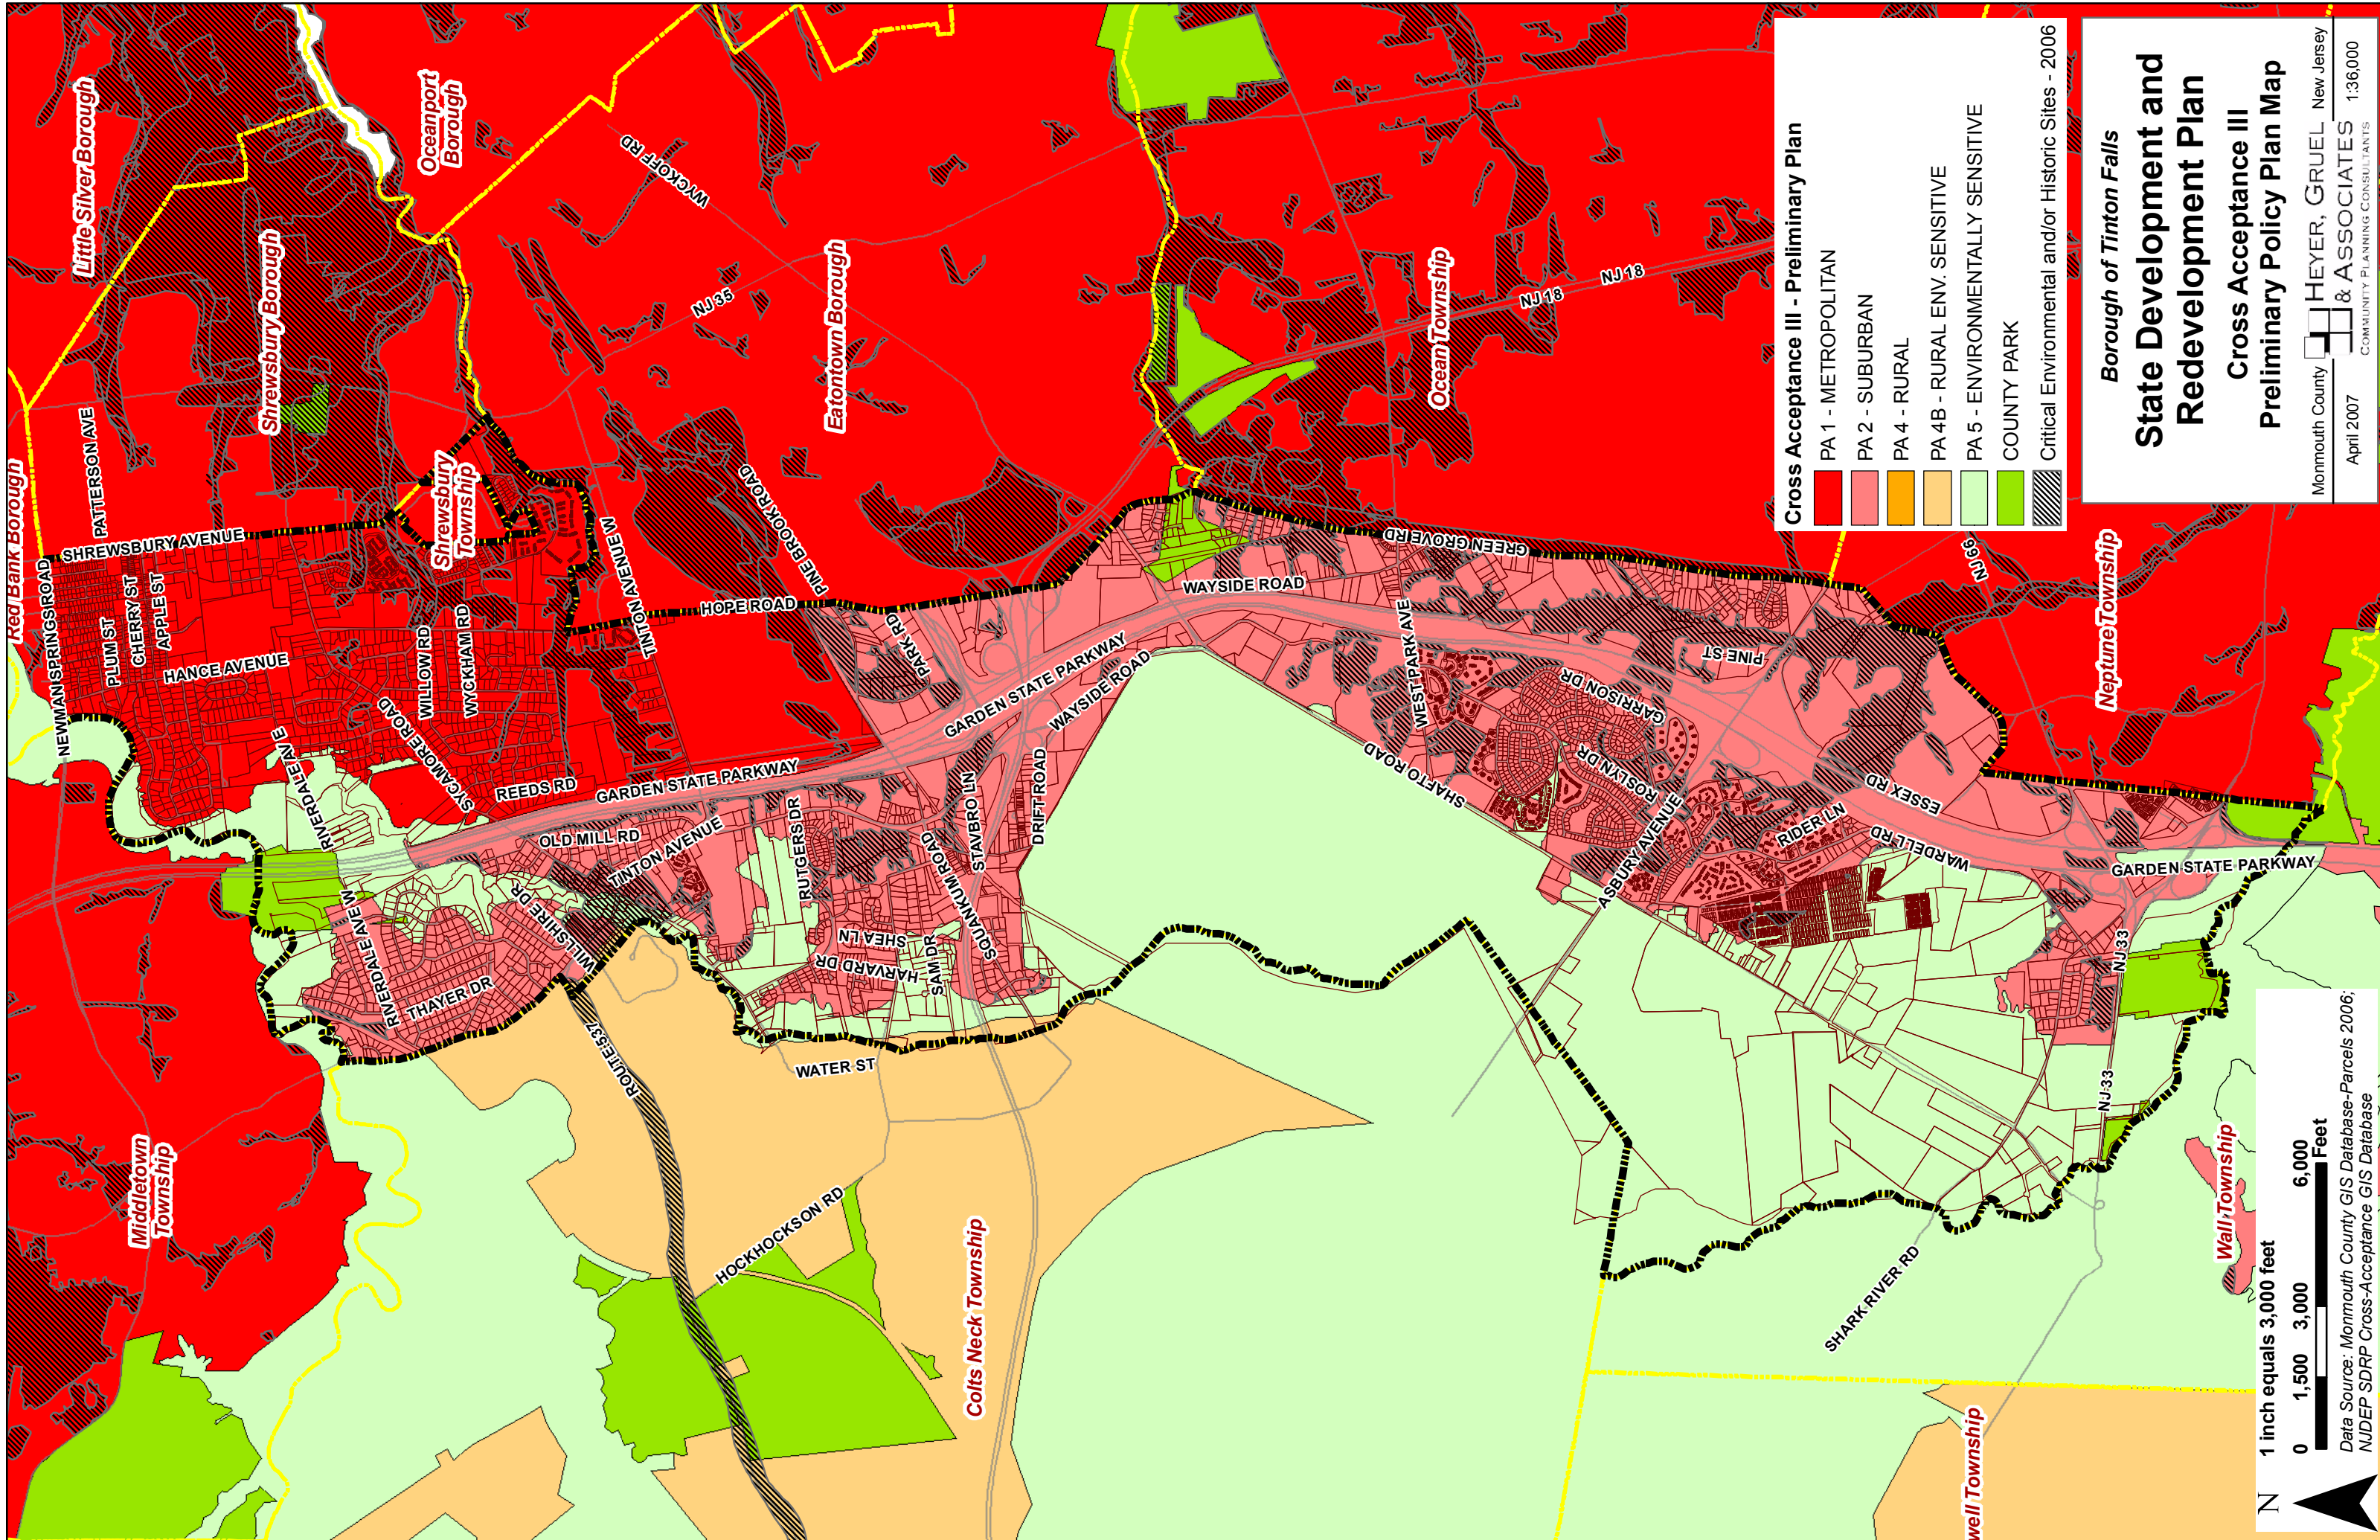 Red Bank Borough
Little Silver Borough
Shrewsbury Borough
Oceanport
Borough
Shrewsbury
Township
Eatontown Borough
Ocean Township
Neptune Township
Middletown
Township
Colts Neck Township
Wall Township
well Township
NEWMAN SPRINGS ROAD
SHREWSBURY AVENUE
PATTERSON AVE
PLUM ST
CHERRY ST
APPLE ST
HANCE AVENUE
WILLOW RD
WYCKHAM RD
SYCAMORE ROAD
RIVERDALE AVE
REEDS RD
TINTON AVENUE W
HOPE ROAD
PINE BROOK ROAD
WYCKOFF RD
NJ 35
NJ 18
NJ 18
GARDEN STATE PARKWAY
OLD MILL RD
TINTON AVENUE
RUTGERS DR
WILLSHIRE DR
RIVERDALE AVE W
THAYER DR
ROUTE 537
WATER ST
HOCKHOCKSON RD
SHEA LN
HARVARD DR
SAM DR
SQUANKUM ROAD
SQUANKUM
STAVBRO LN
DRIFT ROAD
PARK RD
GARDEN STATE PARKWAY
WAYSIDE ROAD
WAYSIDE ROAD
GREEN GROVE RD
WEST PARK AVE
SHAFTO ROAD
GARRISON DR
ROSLYN DR
PINE ST
ASBURY AVENUE
RIDER LN
ESSEX RD
WARDELL RD
NJ 66
GARDEN STATE PARKWAY
NJ 33
NJ 33
SHARK RIVER RD
Cross Acceptance III - Preliminary Plan
PA 1 - METROPOLITAN
PA 2 - SUBURBAN
PA 4 - RURAL
PA 4B - RURAL ENV. SENSITIVE
PA 5 - ENVIRONMENTALLY SENSITIVE
COUNTY PARK
Critical Environmental and/or Historic Sites - 2006
Borough of Tinton Falls
State Development and
Redevelopment Plan
Cross Acceptance III
Preliminary Policy Plan Map
Monmouth County
HEYER, GRUEL
& ASSOCIATES
COMMUNITY PLANNING CONSULTANTS
New Jersey
April 2007
1:36,000
N
1 inch equals 3,000 feet
0 1,500 3,000 6,000
Feet
Data Source: Monmouth County GIS Database-Parcels 2006;
NJDEP SDRP Cross-Acceptance GIS Database